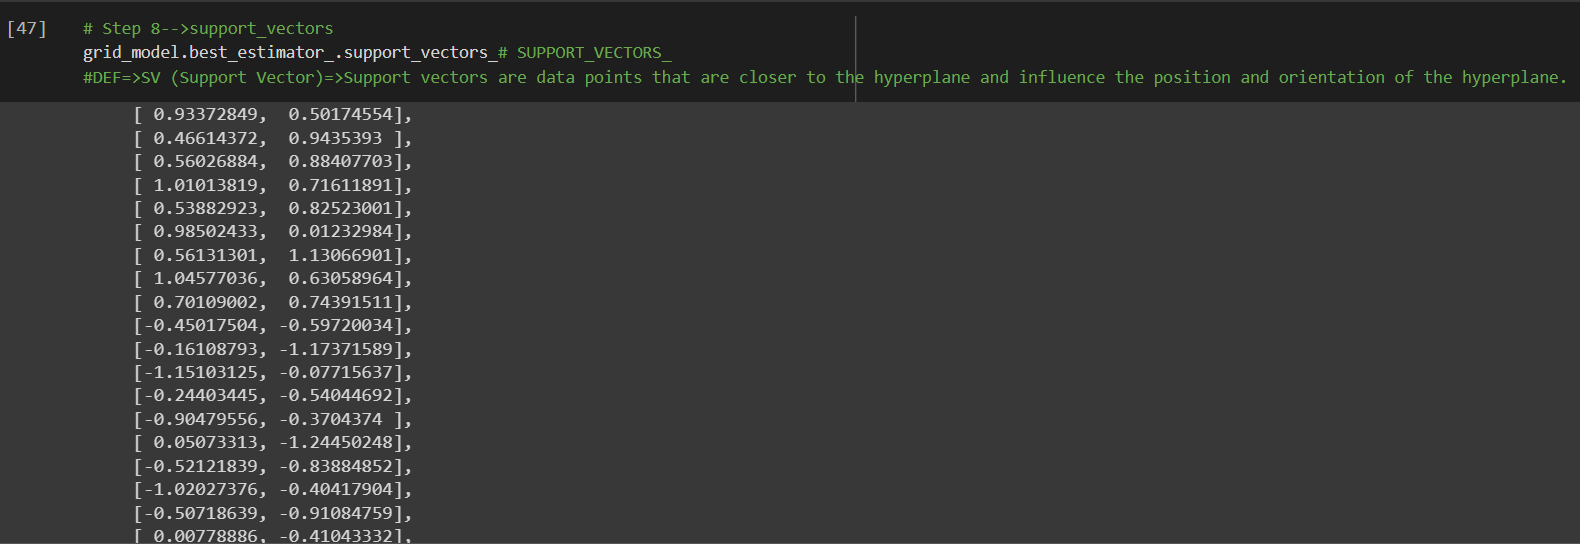 [47] # Step 8-->support_vectors
grid_model.best_estimator_.support_vectors_# SUPPORT_VECTORS_
#DEF=>SV (Support Vector)=>Support vectors are data points that are closer to the hyperplane and influence the position and orientation of the hyperplane.
[ 0.93372849,  0.50174554],
[ 0.46614372,  0.9435393 ],
[ 0.56026884,  0.88407703],
[ 1.01013819,  0.71611891],
[ 0.53882923,  0.82523001],
[ 0.98502433,  0.01232984],
[ 0.56131301,  1.13066901],
[ 1.04577036,  0.63058964],
[ 0.70109002,  0.74391511],
[-0.45017504, -0.59720034],
[-0.16108793, -1.17371589],
[-1.15103125, -0.07715637],
[-0.24403445, -0.54044692],
[-0.90479556, -0.3704374 ],
[ 0.05073313, -1.24450248],
[-0.52121839, -0.83884852],
[-1.02027376, -0.40417904],
[-0.50718639, -0.91084759],
[ 0.00778886, -0.41043332],